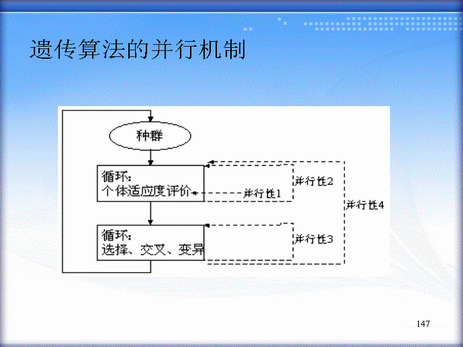 遗传算法的并行机制
种群
循环:
个体适应度评价
并行性1
并行性2
并行性4
循环:
选择、交叉、变异
并行性3
147